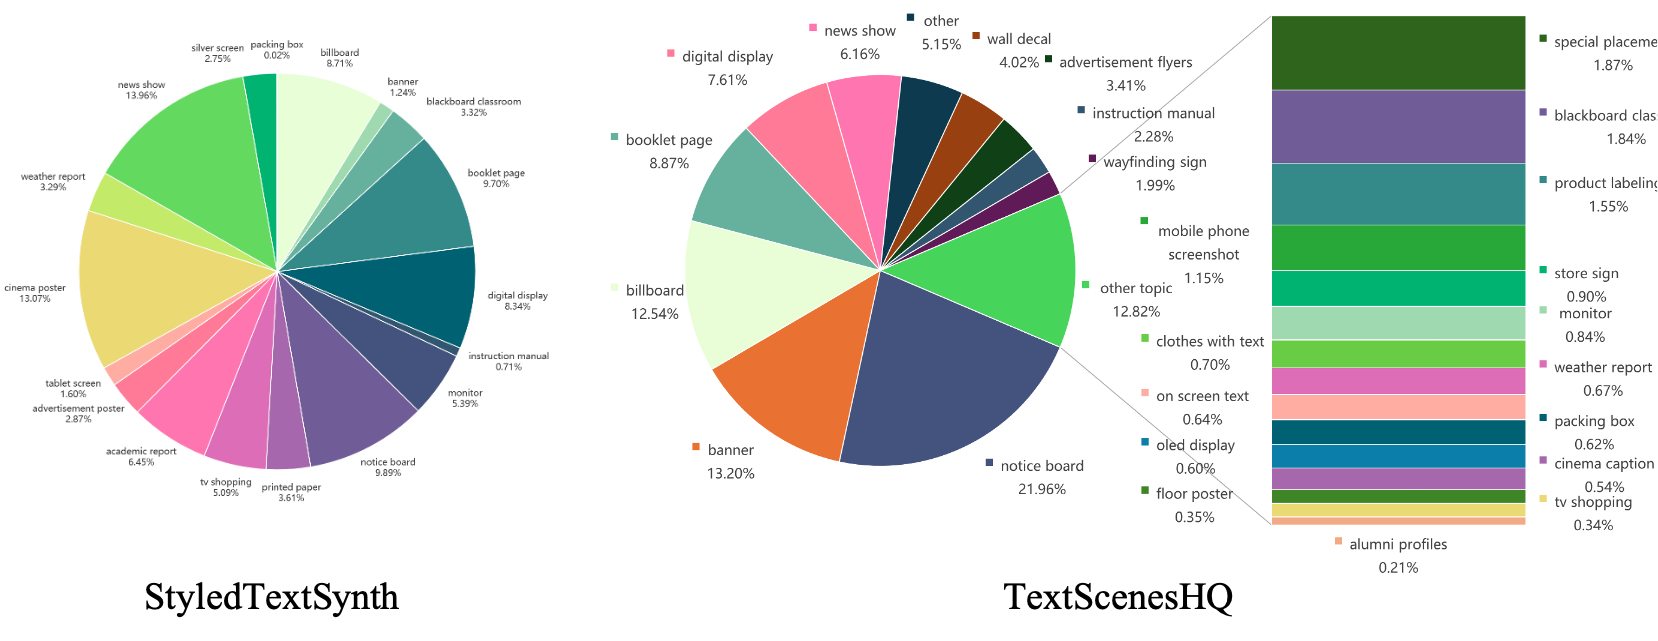 silver screen
2.75%
packing box
0.02%
billboard
8.71%
banner
1.24%
blackboard classroom
3.32%
booklet page
9.70%
digital display
8.34%
instruction manual
0.71%
monitor
5.39%
notice board
9.89%
printed paper
3.61%
tv shopping
5.09%
academic report
6.45%
advertisement poster
2.87%
tablet screen
1.60%
cinema poster
13.07%
weather report
3.29%
news show
13.96%
StyledTextSynth
other
5.15%
news show
6.16%
wall decal
4.02%
digital display
7.61%
advertisement flyers
3.41%
instruction manual
2.28%
booklet page
8.87%
wayfinding sign
1.99%
mobile phone
screenshot
1.15%
billboard
12.54%
other topic
12.82%
clothes with text
0.70%
on screen text
0.64%
banner
13.20%
oled display
0.60%
notice board
21.96%
floor poster
0.35%
special placeme
1.87%
blackboard clas
1.84%
product labeling
1.55%
store sign
0.90%
monitor
0.84%
weather report
0.67%
packing box
0.62%
cinema caption
0.54%
tv shopping
0.34%
alumni profiles
0.21%
TextScenesHQ